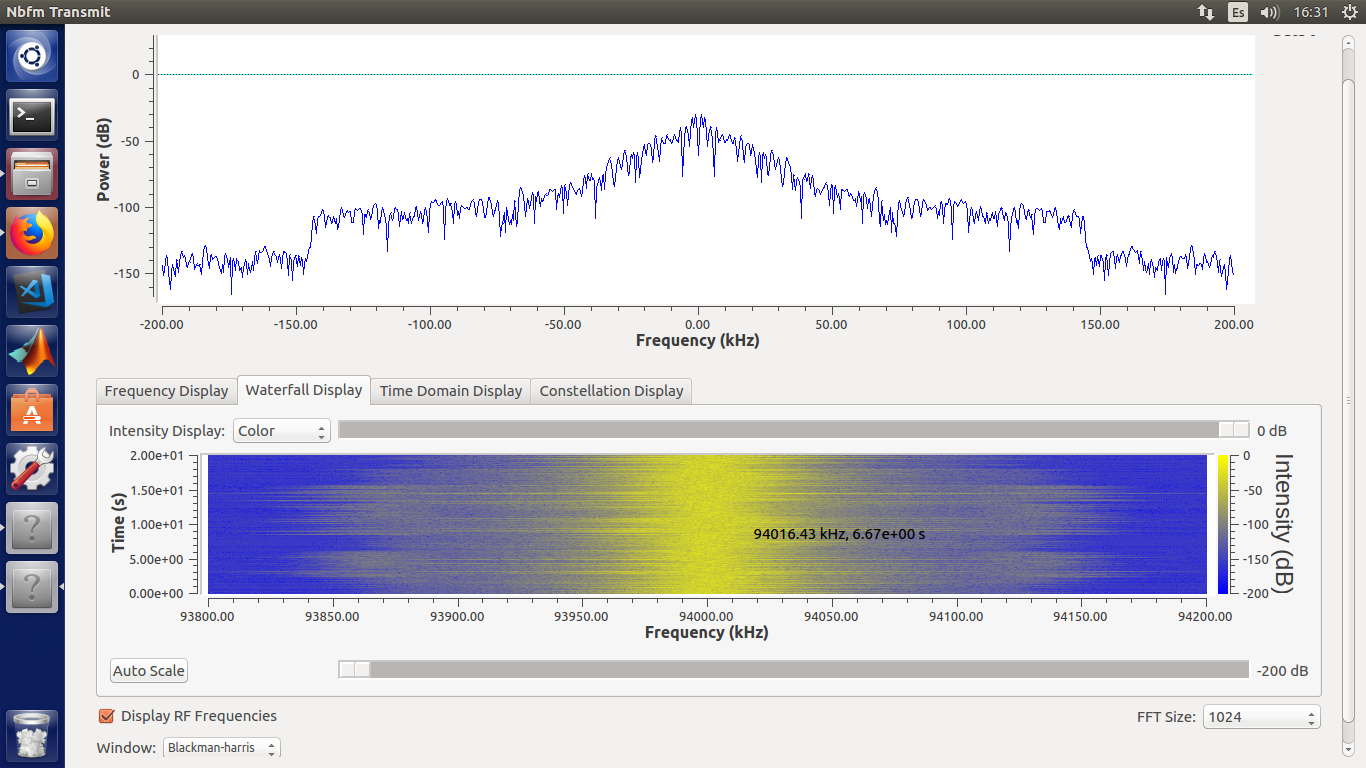 Nbfm Transmit
Es
16:31
0
-50
-100
-150
Power (dB)
-200.00 -150.00 -100.00 -50.00 0.00 50.00 100.00 150.00 200.00
Frequency (kHz)
Frequency Display Waterfall Display Time Domain Display Constellation Display
Intensity Display: Color 0 dB
2.00e+01
1.50e+01
1.00e+01
5.00e+00
0.00e+00
Time (s)
94016.43 kHz, 6.67e+00 s
0
-50
-100
-150
-200
Intensity (dB)
93800.00 93850.00 93900.00 93950.00 94000.00 94050.00 94100.00 94150.00 94200.00
Frequency (kHz)
Auto Scale -200 dB
Display RF Frequencies
FFT Size: 1024
Window: Blackman-harris